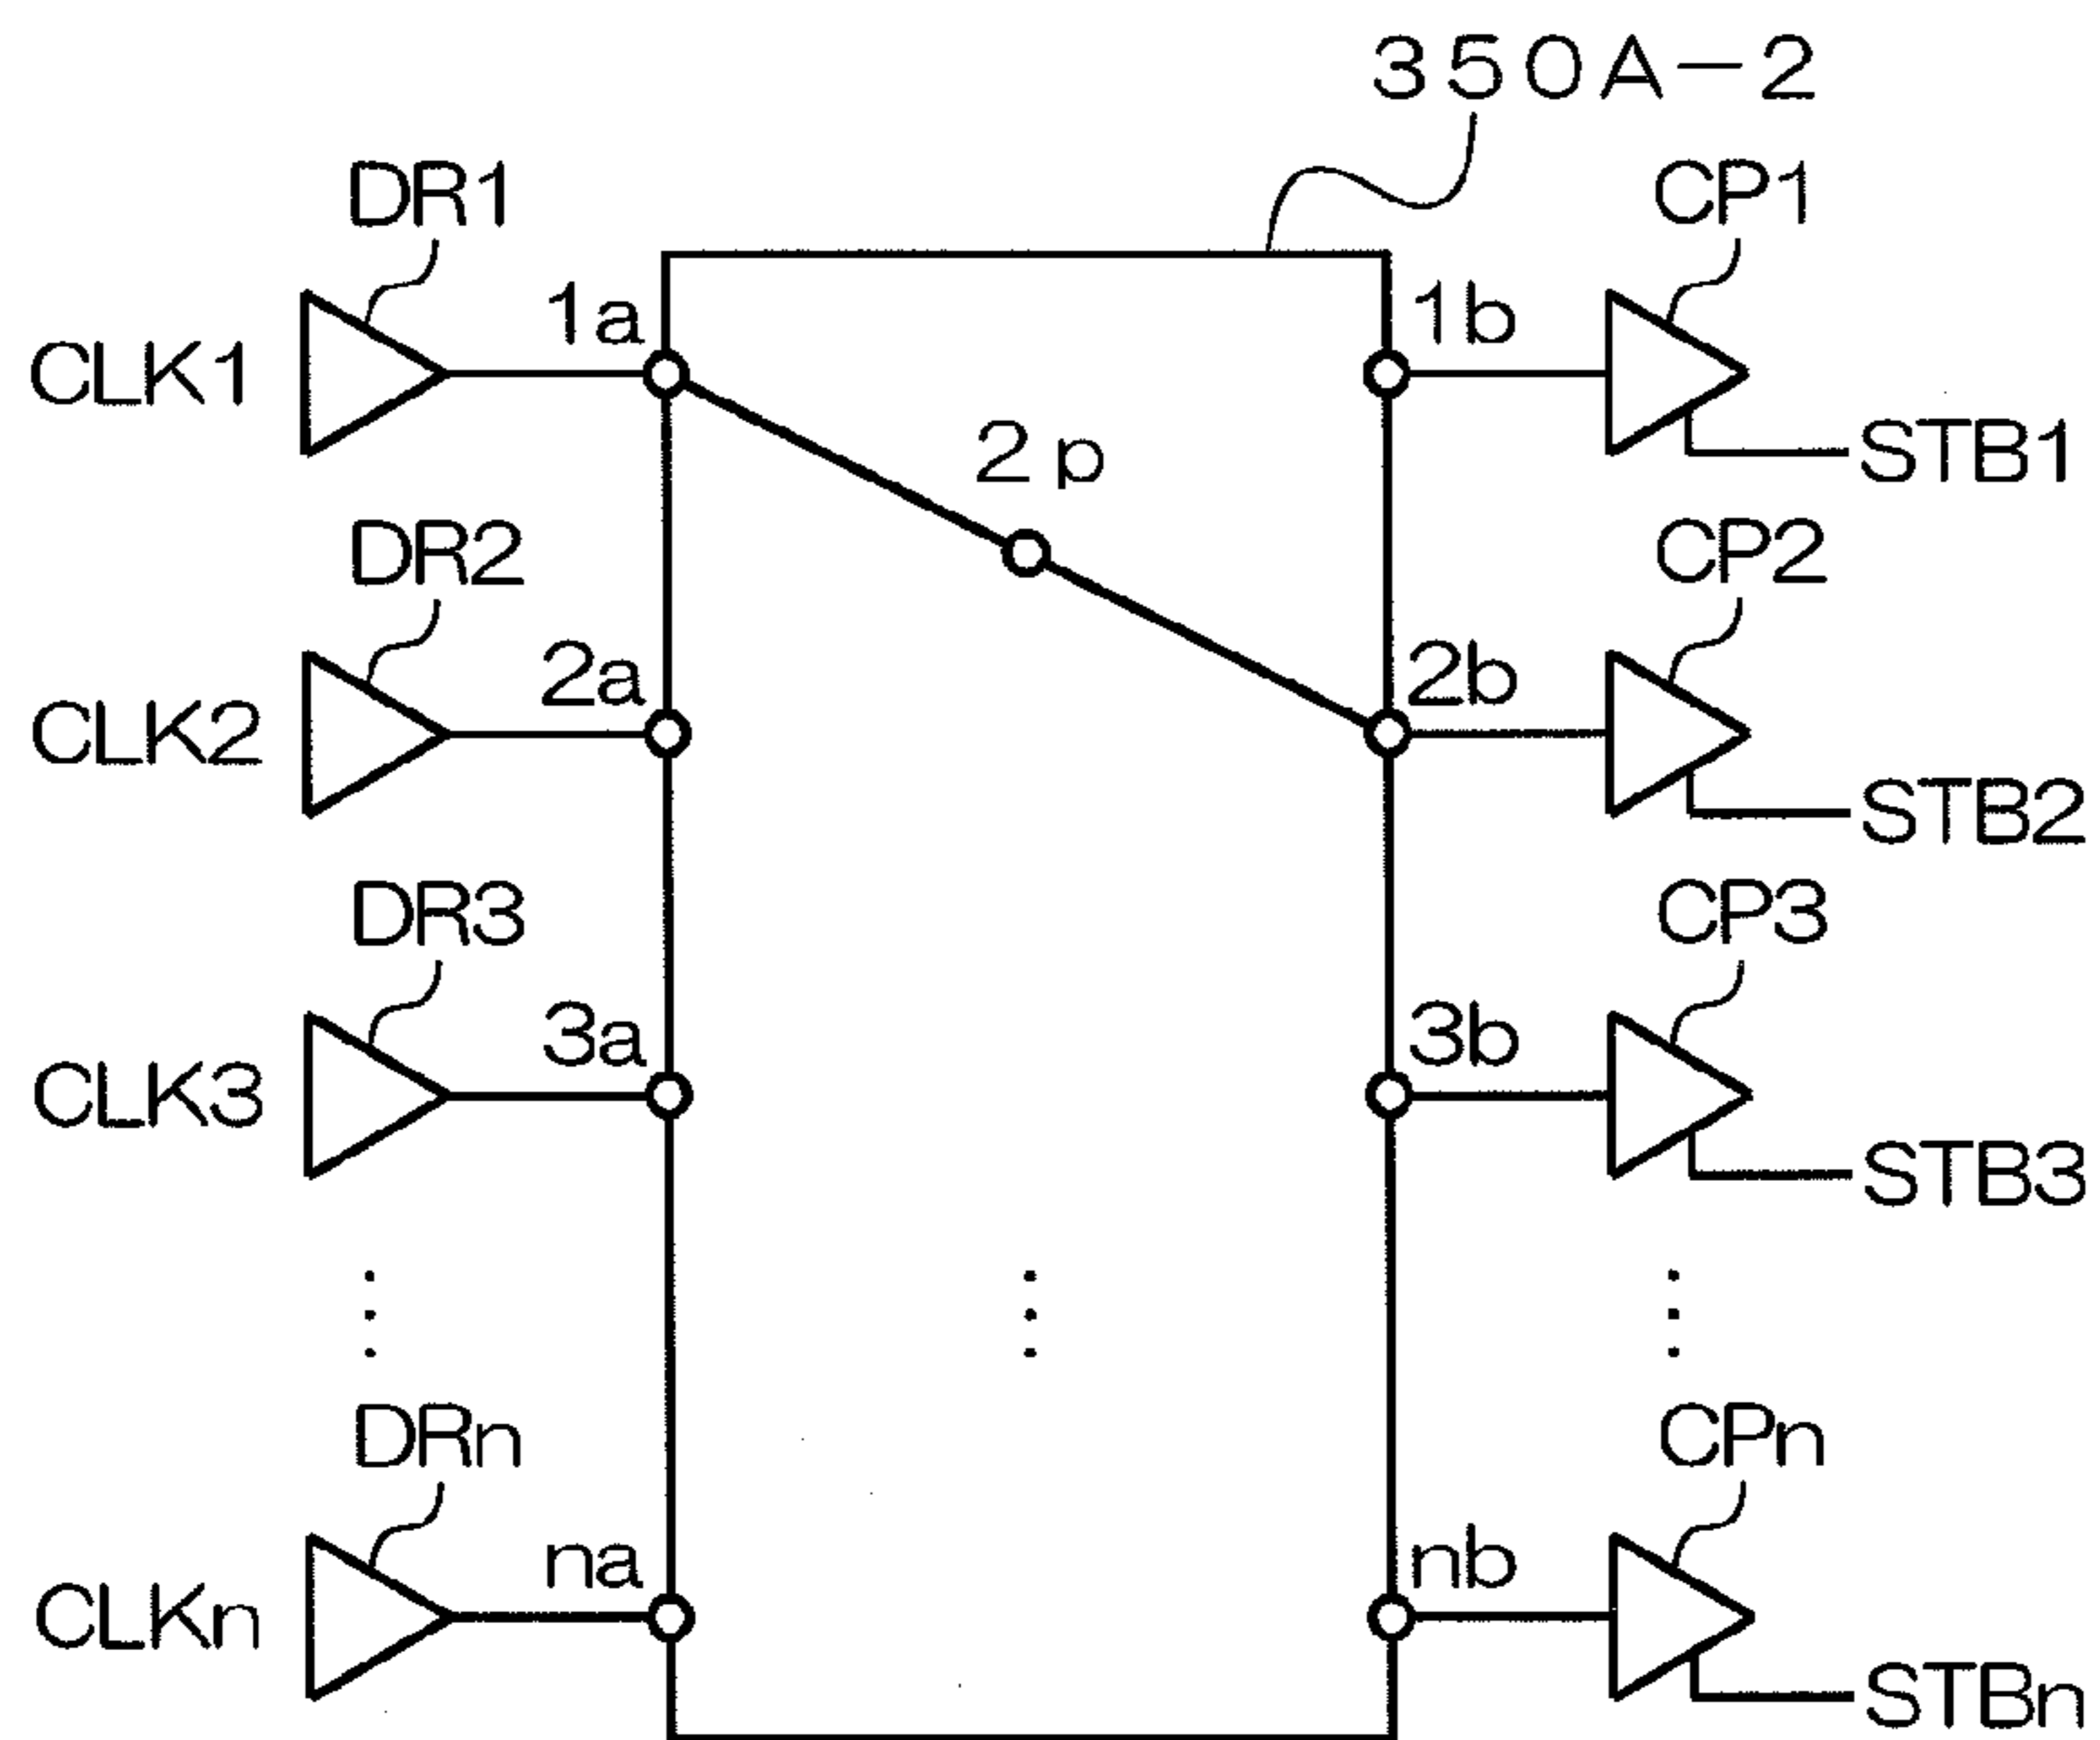 350A-2
DR1
CP1
1a
1b
CLK1
STB1
2p
DR2
CP2
2a
2b
CLK2
STB2
DR3
CP3
3a
3b
CLK3
STB3
DRn
CPn
na
nb
CLKn
STBn